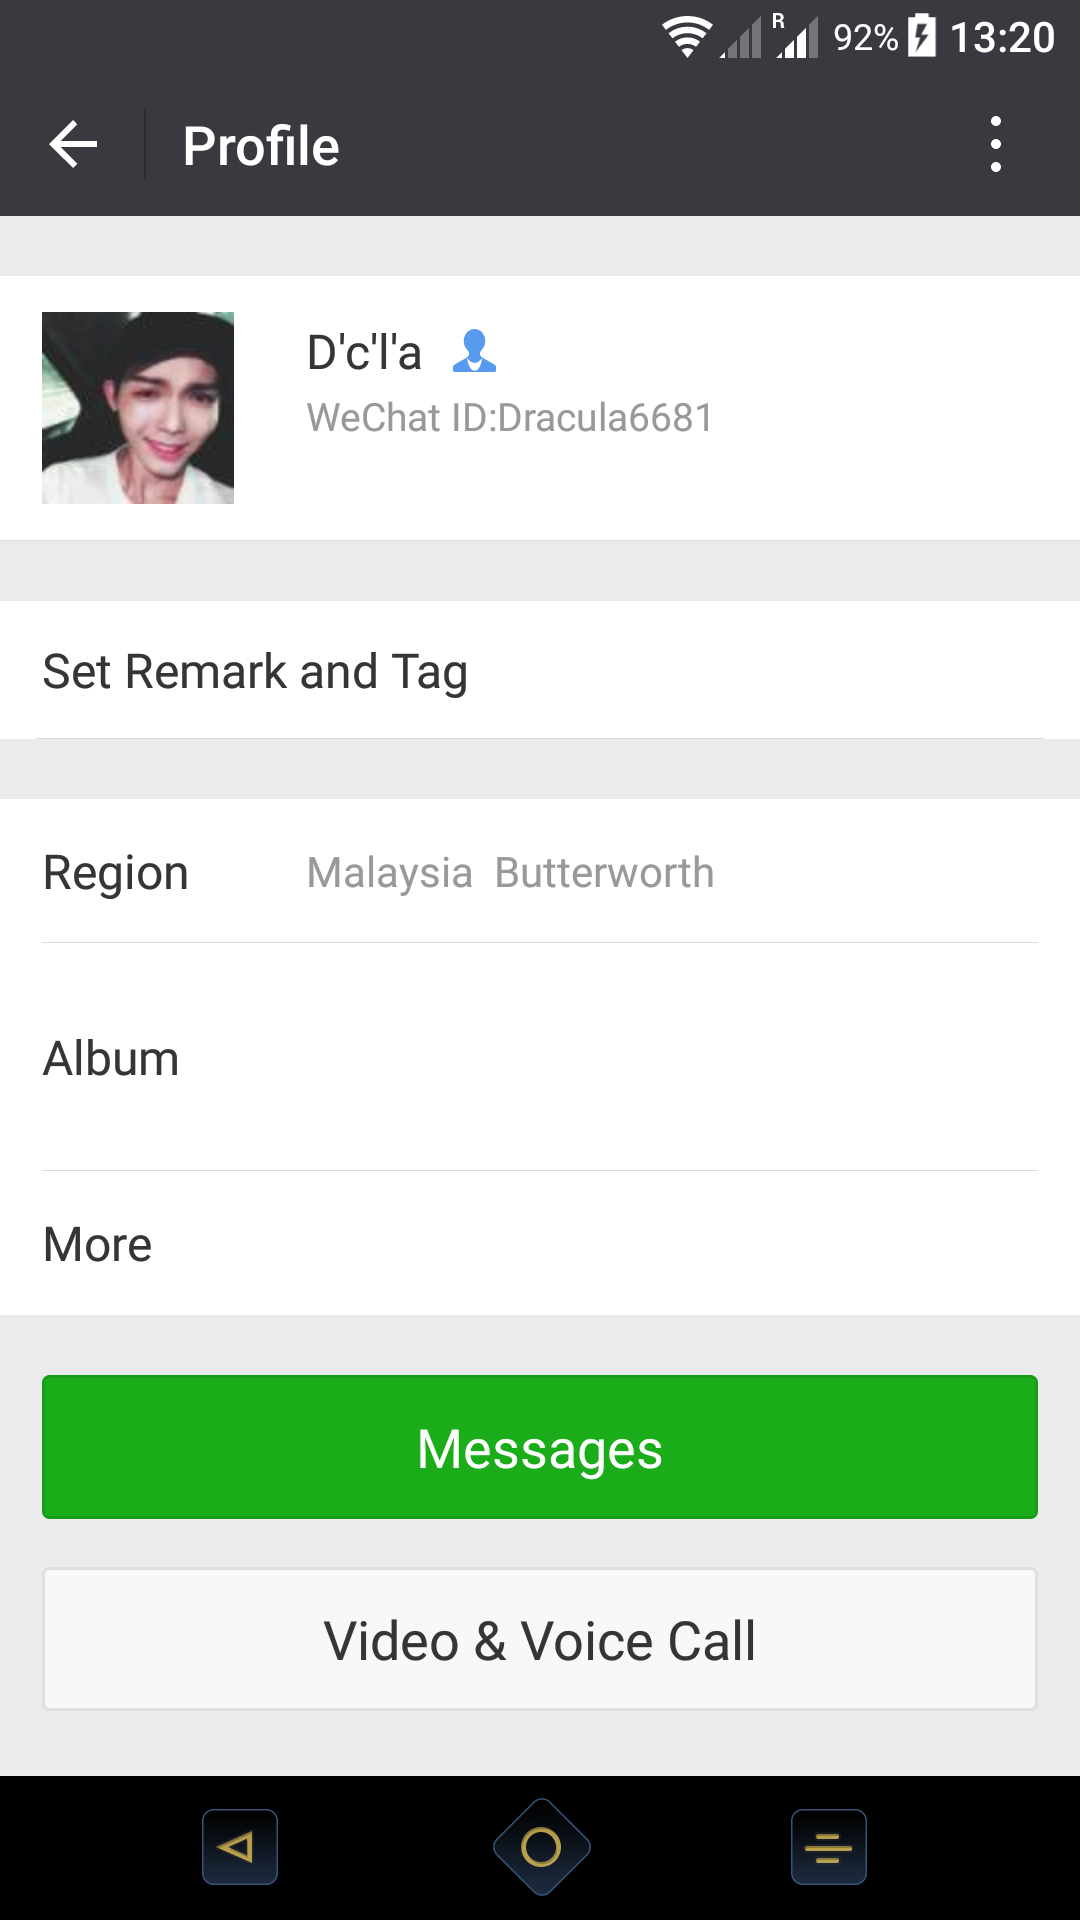 R 92% 13:20
Profile
D'c'l'a
WeChat ID:Dracula6681
Set Remark and Tag
Region Malaysia Butterworth
Album
More
Messages
Video & Voice Call